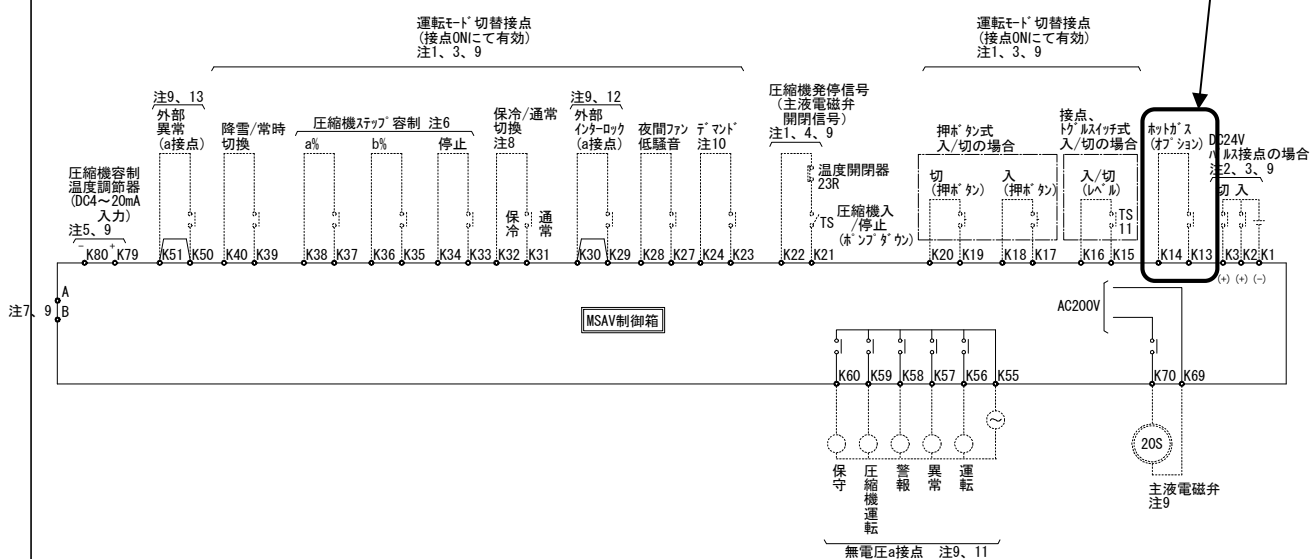 運転ﾓｰﾄﾞ切替接点
(接点ONにて有効)
注1、3、9
運転ﾓｰﾄﾞ切替接点
(接点ONにて有効)
注1、3、9
注9、13
外部
異常
(a接点)
降雪/常時
切換
圧縮機ｽﾃｯﾌﾟ容制 注6
a%
b%
停止
保冷/通常
切換
注8
保冷
通常
注9、12
外部
ｲﾝﾀｰﾛｯｸ
(a接点)
夜間ファン
低騒音
ﾃﾞﾏﾝﾄﾞ
注10
圧縮機発停信号
(主液電磁弁
開閉信号)
注1、4、9
温度開閉器
23R
TS
圧縮機入
/停止
(ﾎﾟﾝﾌﾟﾀﾞｳﾝ)
押ﾎﾞﾀﾝ式
入/切の場合
切
(押ﾎﾞﾀﾝ)
入
(押ﾎﾞﾀﾝ)
接点、
ﾄｸﾞﾙｽｲｯﾁ式
入/切の場合
入/切
(ﾚﾍﾞﾙ)
TS
11
ﾎｯﾄｶﾞｽ
(ｵﾌﾟｼｮﾝ)
DC24V
ﾊﾟﾙｽ接点の場合
注2、3、9
切 入
圧縮機容制
温度調節器
(DC4～20mA
入力)
注5、9
- +
K80 K79 K51 K50 K40 K39 K38 K37 K36 K35 K34 K33 K32 K31 K30 K29 K28 K27 K24 K23 K22 K21 K20 K19 K18 K17 K16 K15 K14 K13 K3 K2 K1
(+) (+) (-)
A
注7、9
B
MSAV制御箱
AC200V
K60 K59 K58 K57 K56 K55
K70 K69
～
20S
保守
圧縮機運転
警報
異常
運転
主液電磁弁
注9
無電圧a接点 注9、11